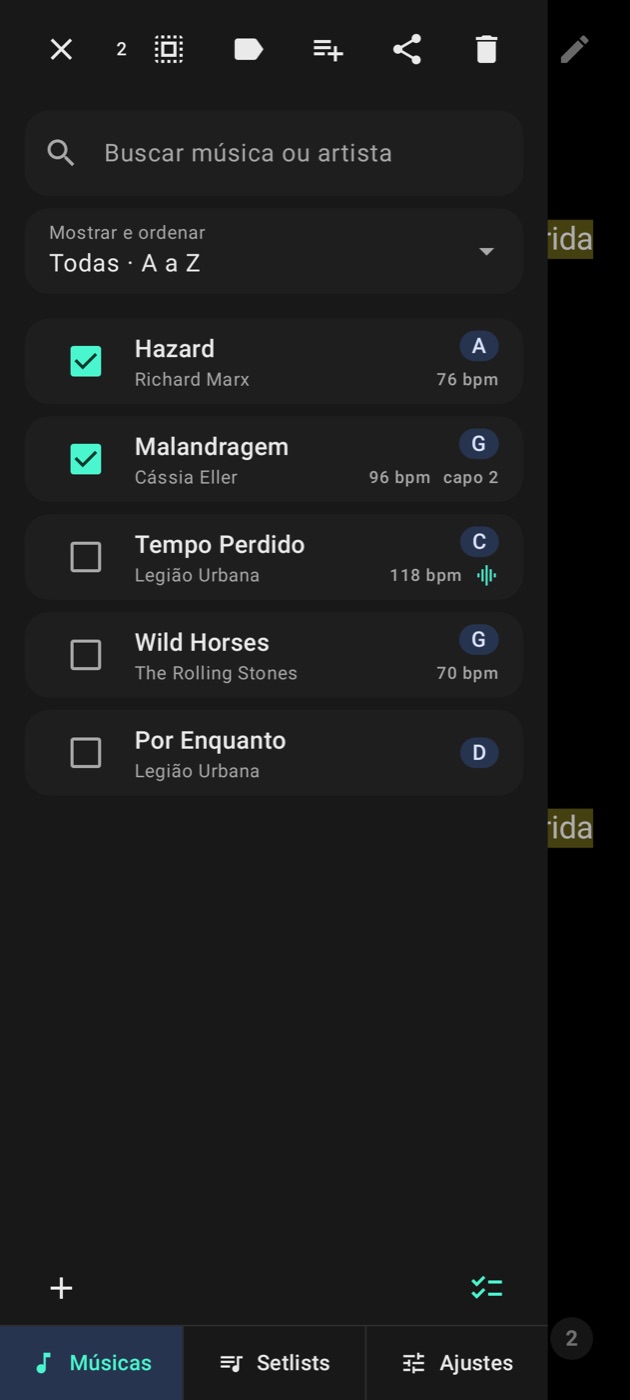 2
Buscar música ou artista
Mostrar e ordenar
Todas · A a Z
rida
Hazard
A
Richard Marx
76 bpm
Malandragem
G
Cássia Eller
96 bpm capo 2
Tempo Perdido
C
Legião Urbana
118 bpm
Wild Horses
G
The Rolling Stones
70 bpm
Por Enquanto
D
Legião Urbana
rida
2
Músicas
Setlists
Ajustes